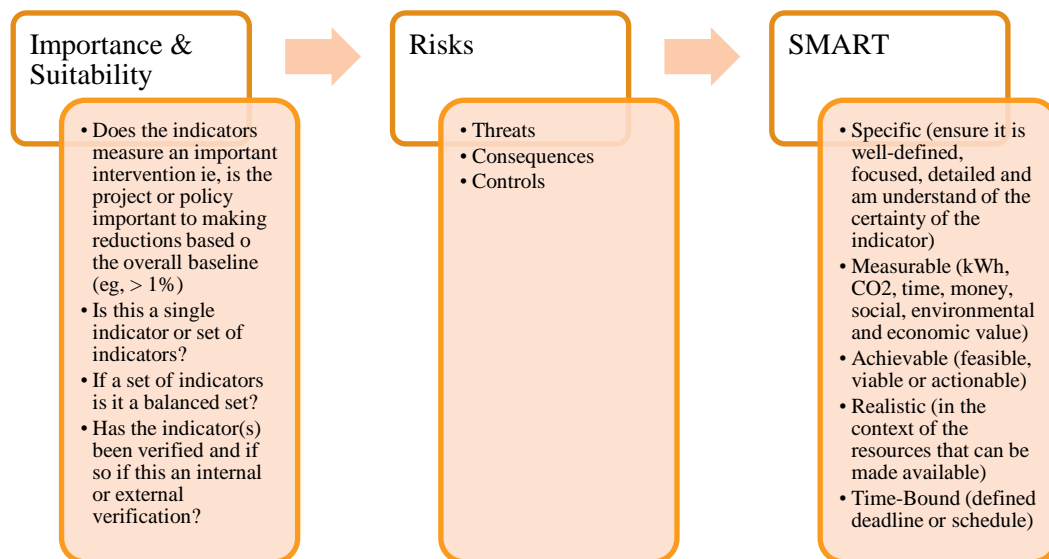 Importance &
Suitability
• Does the indicators
measure an important
intervention ie, is the
project or policy
important to making
reductions based o
the overall baseline
(eg, > 1%)
• Is this a single
indicator or set of
indicators?
• If a set of indicators
is it a balanced set?
• Has the indicator(s)
been verified and if
so if this an internal
or external
verification?
Risks
• Threats
• Consequences
• Controls
SMART
• Specific (ensure it is
well-defined,
focused, detailed and
am understand of the
certainty of the
indicator)
• Measurable (kWh,
CO2, time, money,
social, environmental
and economic value)
• Achievable (feasible,
viable or actionable)
• Realistic (in the
context of the
resources that can be
made available)
• Time-Bound (defined
deadline or schedule)